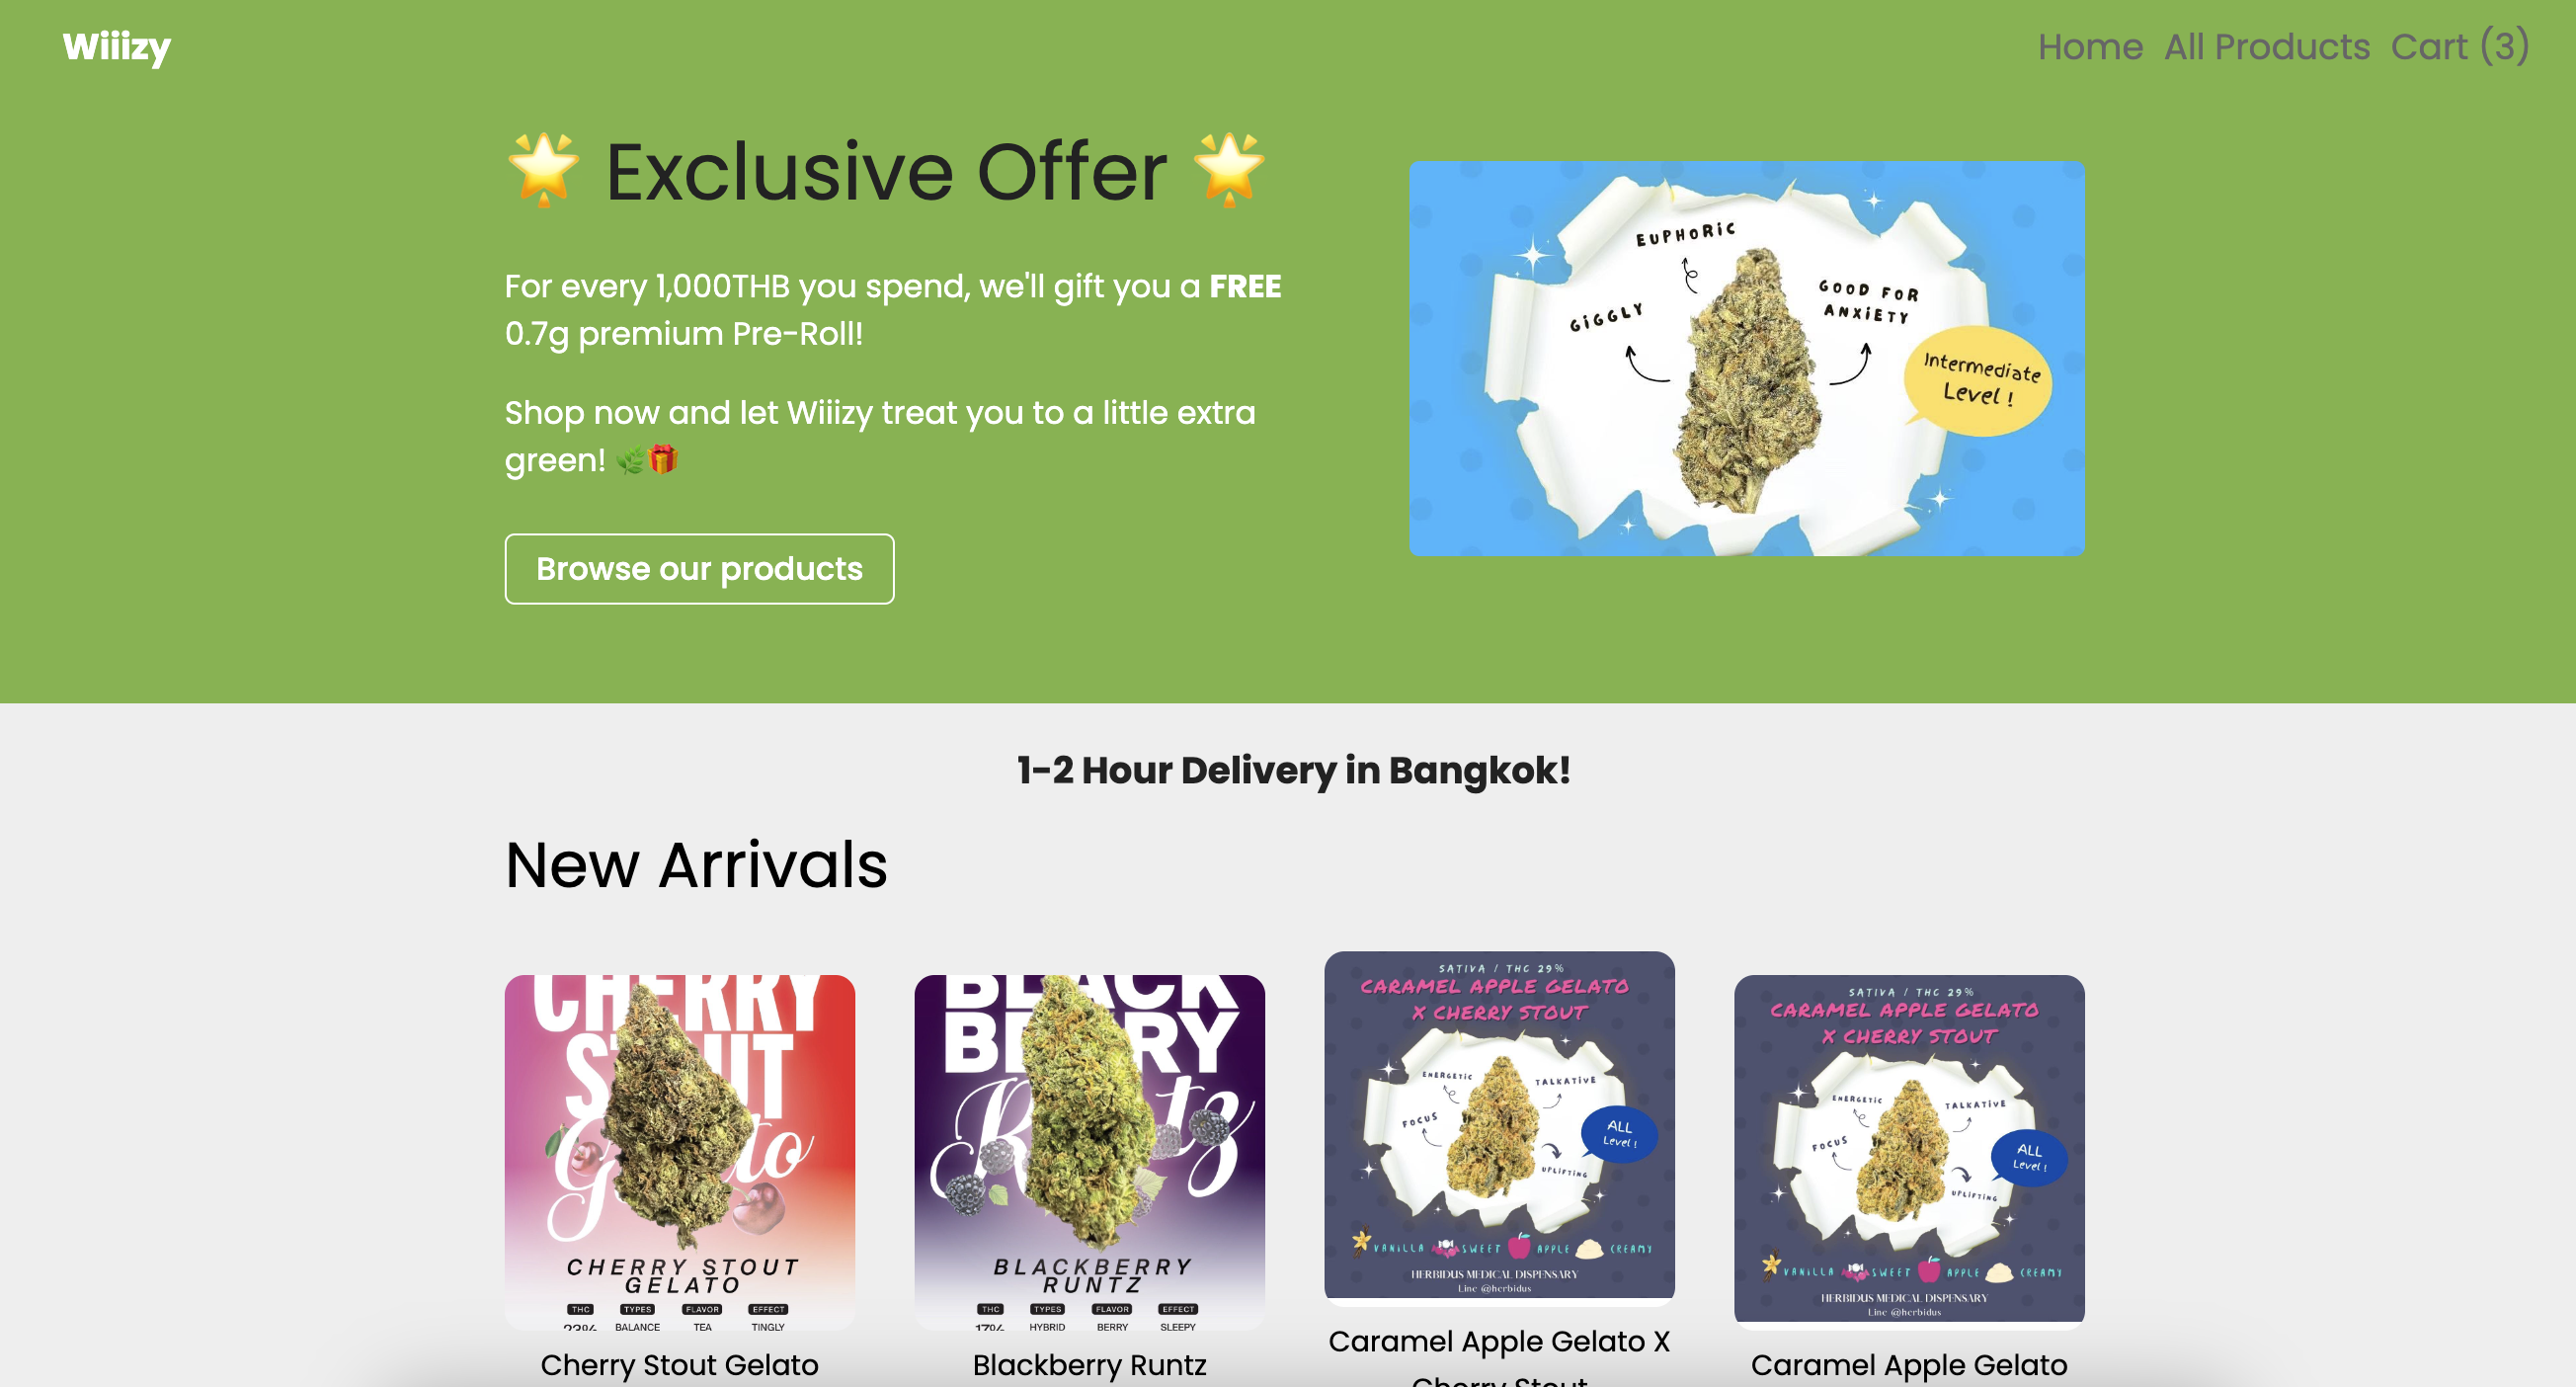 Wiiizy
Home All Products Cart (3)
🌟 Exclusive Offer 🌟
For every 1,000THB you spend, we'll gift you a FREE
0.7g premium Pre-Roll!
Shop now and let Wiiizy treat you to a little extra
green! 🌿🎁
Browse our products
EUPHORIC
GIGGLY
GOOD FOR
ANXIETY
Intermediate
Level !
1-2 Hour Delivery in Bangkok!
New Arrivals
CHERRY
STOUT
Gelato
CHERRY STOUT
GELATO
THC TYPES FLAVOR EFFECT
23% BALANCE TEA TINGLY
Cherry Stout Gelato
BLACK
BERRY
Runtz
BLACKBERRY
RUNTZ
THC TYPES FLAVOR EFFECT
17% HYBRID BERRY SLEEPY
Blackberry Runtz
SATIVA / THC 29%
CARAMEL APPLE GELATO
X CHERRY STOUT
ENERGETIC
TALKATIVE
FOCUS
ALL
Level !
UPLIFTING
VANILLA SWEET APPLE CREAMY
HERBIDUS MEDICAL DISPENSARY
Line @herbidus
Caramel Apple Gelato X
Cherry Stout
SATIVA / THC 29%
CARAMEL APPLE GELATO
X CHERRY STOUT
ENERGETIC
TALKATIVE
FOCUS
ALL
Level !
UPLIFTING
VANILLA SWEET APPLE CREAMY
HERBIDUS MEDICAL DISPENSARY
Line @herbidus
Caramel Apple Gelato